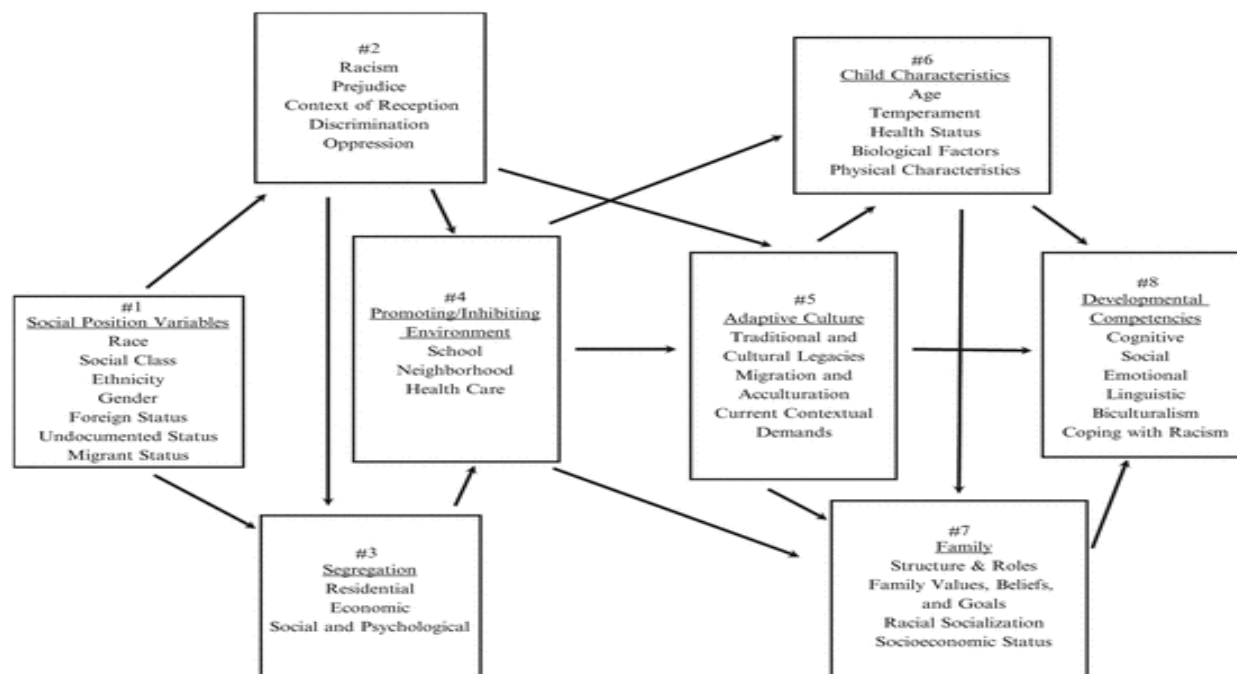 #1
Social Position Variables
Race
Social Class
Ethnicity
Gender
Foreign Status
Undocumented Status
Migrant Status
#2
Racism
Prejudice
Context of Reception
Discrimination
Oppression
#3
Segregation
Residential
Economic
Social and Psychological
#4
Promoting/Inhibiting
Environment
School
Neighborhood
Health Care
#5
Adaptive Culture
Traditional and
Cultural Legacies
Migration and
Acculturation
Current Contextual
Demands
#6
Child Characteristics
Age
Temperament
Health Status
Biological Factors
Physical Characteristics
#7
Family
Structure & Roles
Family Values, Beliefs,
and Goals
Racial Socialization
Socioeconomic Status
#8
Developmental
Competencies
Cognitive
Social
Emotional
Linguistic
Biculturalism
Coping with Racism